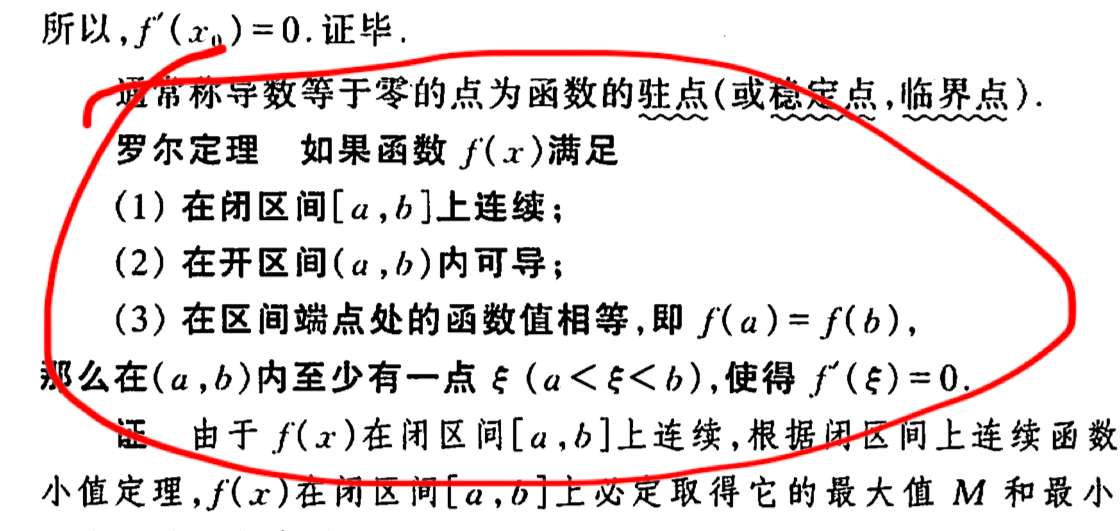 所以,f′(x₀)=0.证毕.
通常称导数等于零的点为函数的驻点(或稳定点,临界点).
罗尔定理 如果函数 f(x)满足
(1) 在闭区间[a,b]上连续;
(2) 在开区间(a,b)内可导;
(3) 在区间端点处的函数值相等,即 f(a)=f(b),
那么在(a,b)内至少有一点 ξ (a<ξ<b),使得 f′(ξ)=0.
证 由于 f(x)在闭区间[a,b]上连续,根据闭区间上连续函数
小值定理,f(x)在闭区间[a,b]上必定取得它的最大值 M 和最小